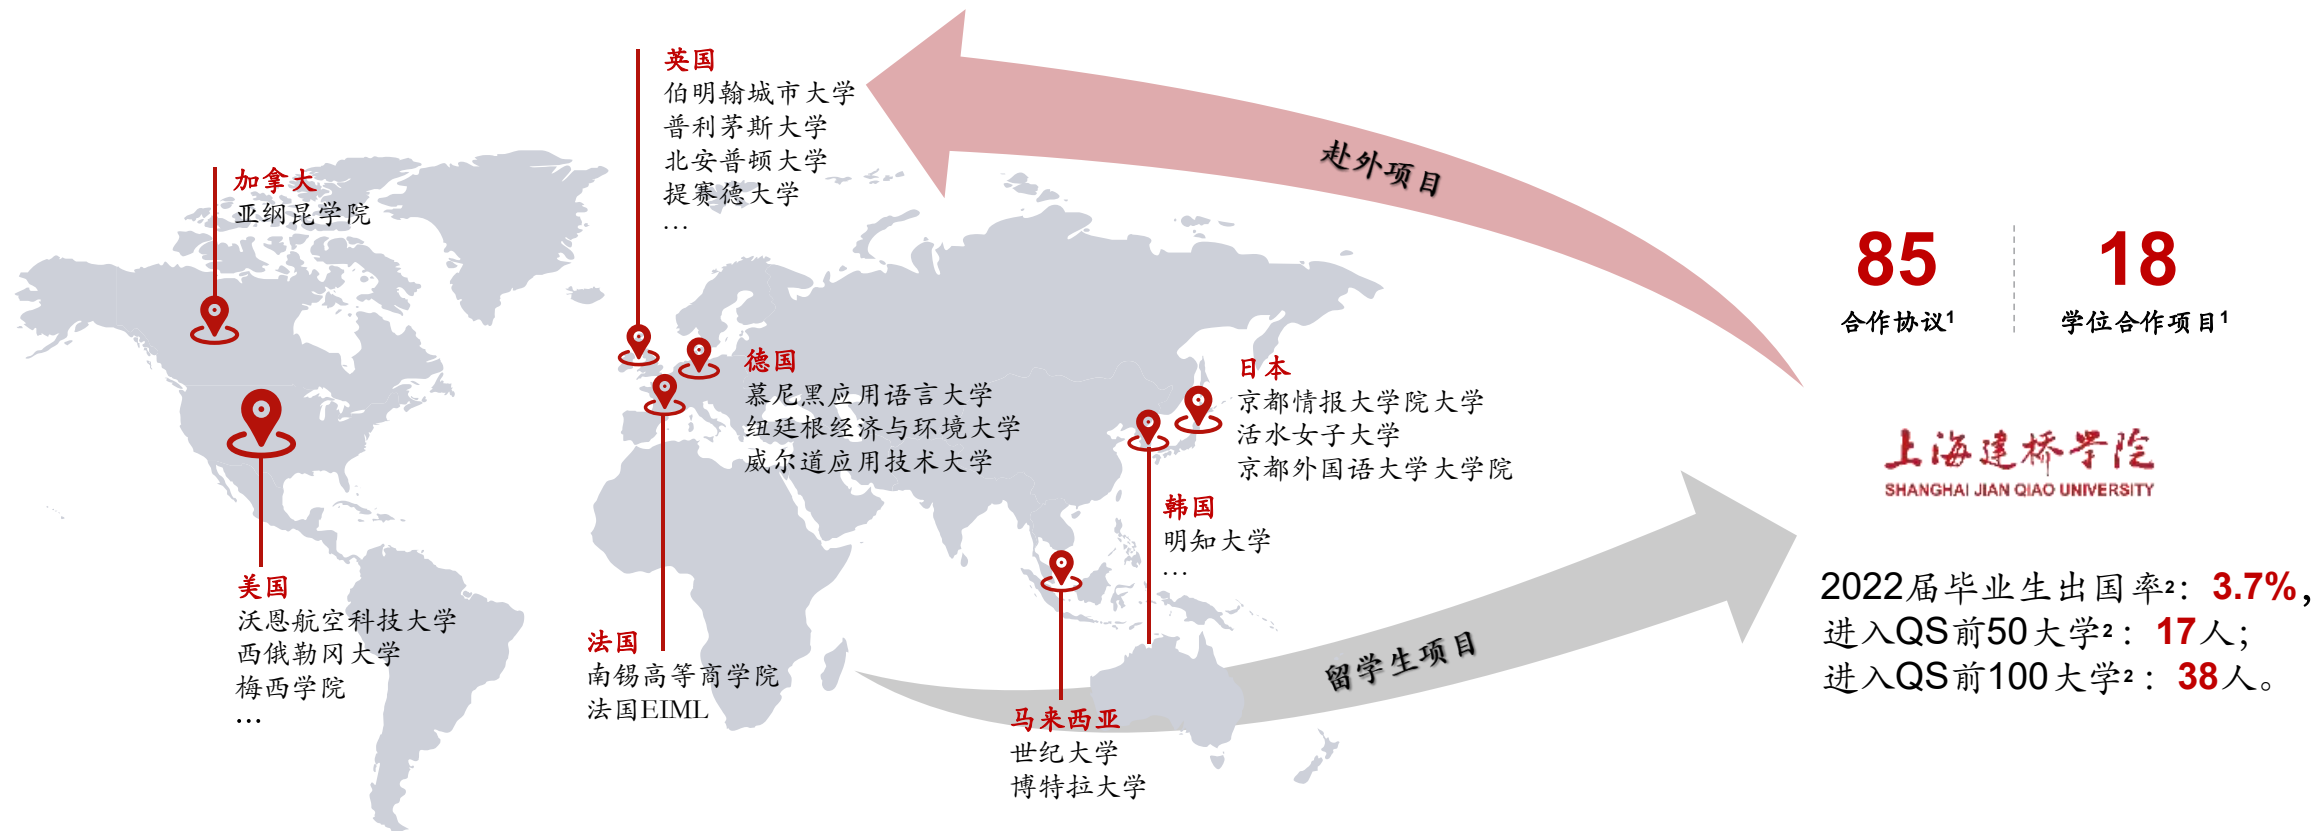 英国
伯明翰城市大学
普利茅斯大学
北安普顿大学
提赛德大学
…
加拿大
亚纲昆学院
赴外项目
85
合作协议¹
18
学位合作项目¹
德国
慕尼黑应用语言大学
纽廷根经济与环境大学
威尔道应用技术大学
日本
京都情报大学院大学
活水女子大学
京都外国语大学大学院
上海建桥学院
SHANGHAI JIAN QIAO UNIVERSITY
韩国
明知大学
…
美国
沃恩航空科技大学
西俄勒冈大学
梅西学院
…
法国
南锡高等商学院
法国EIML
留学生项目
马来西亚
世纪大学
博特拉大学
2022届毕业生出国率²：3.7%，
进入QS前50大学²：17人；
进入QS前100大学²：38人。